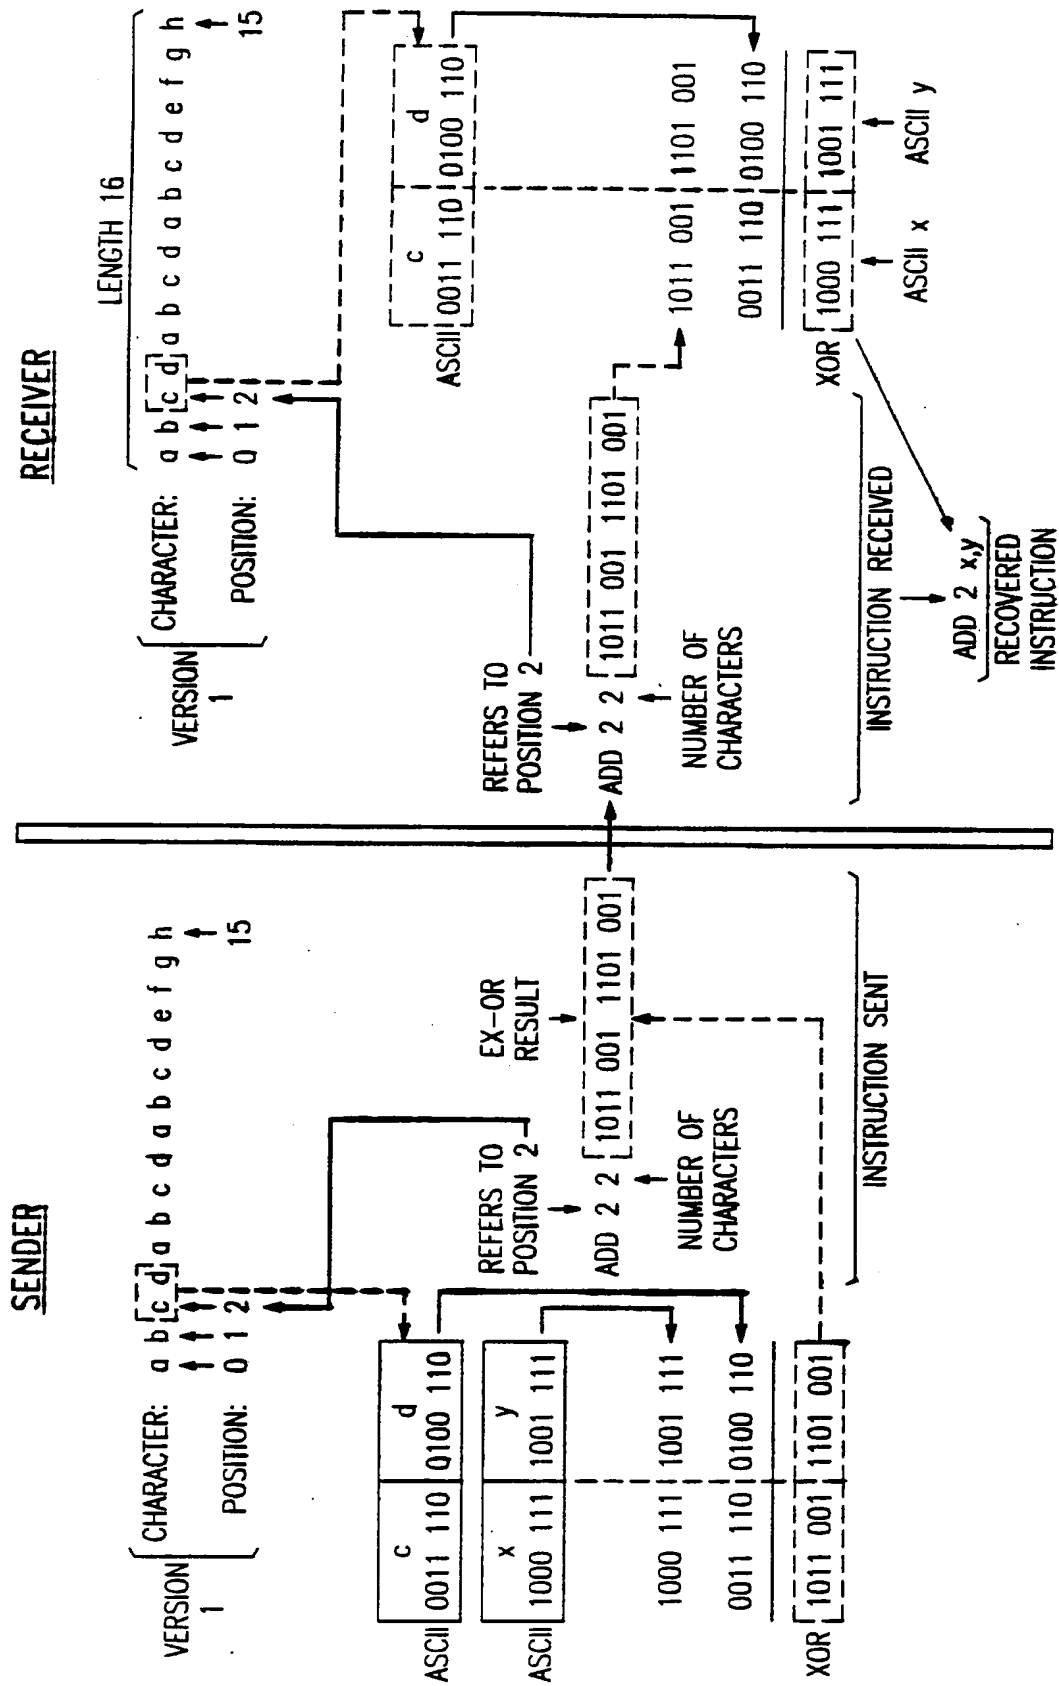 SENDER
VERSION 1
CHARACTER: a b c d a b c d a b c d e f g h
POSITION: 0 1 2 15
ASCII
c d
0011 110 0100 110
ASCII
x y
1000 111 1001 111
1000 111 1001 111
0011 110 0100 110
XOR 1011 001 1101 001
REFERS TO
POSITION 2
EX-OR
RESULT
ADD 2 2 1011 001 1101 001
NUMBER OF
CHARACTERS
INSTRUCTION SENT
RECEIVER
LENGTH 16
VERSION 1
CHARACTER: a b c d a b c d a b c d e f g h
POSITION: 0 1 2 15
REFERS TO
POSITION 2
ADD 2 2 1011 001 1101 001
NUMBER OF
CHARACTERS
ASCII
c d
0011 110 0100 110
1011 001 1101 001
0011 110 0100 110
XOR 1000 111 1001 111
ASCII x ASCII y
INSTRUCTION RECEIVED
ADD 2 x,y
RECOVERED
INSTRUCTION